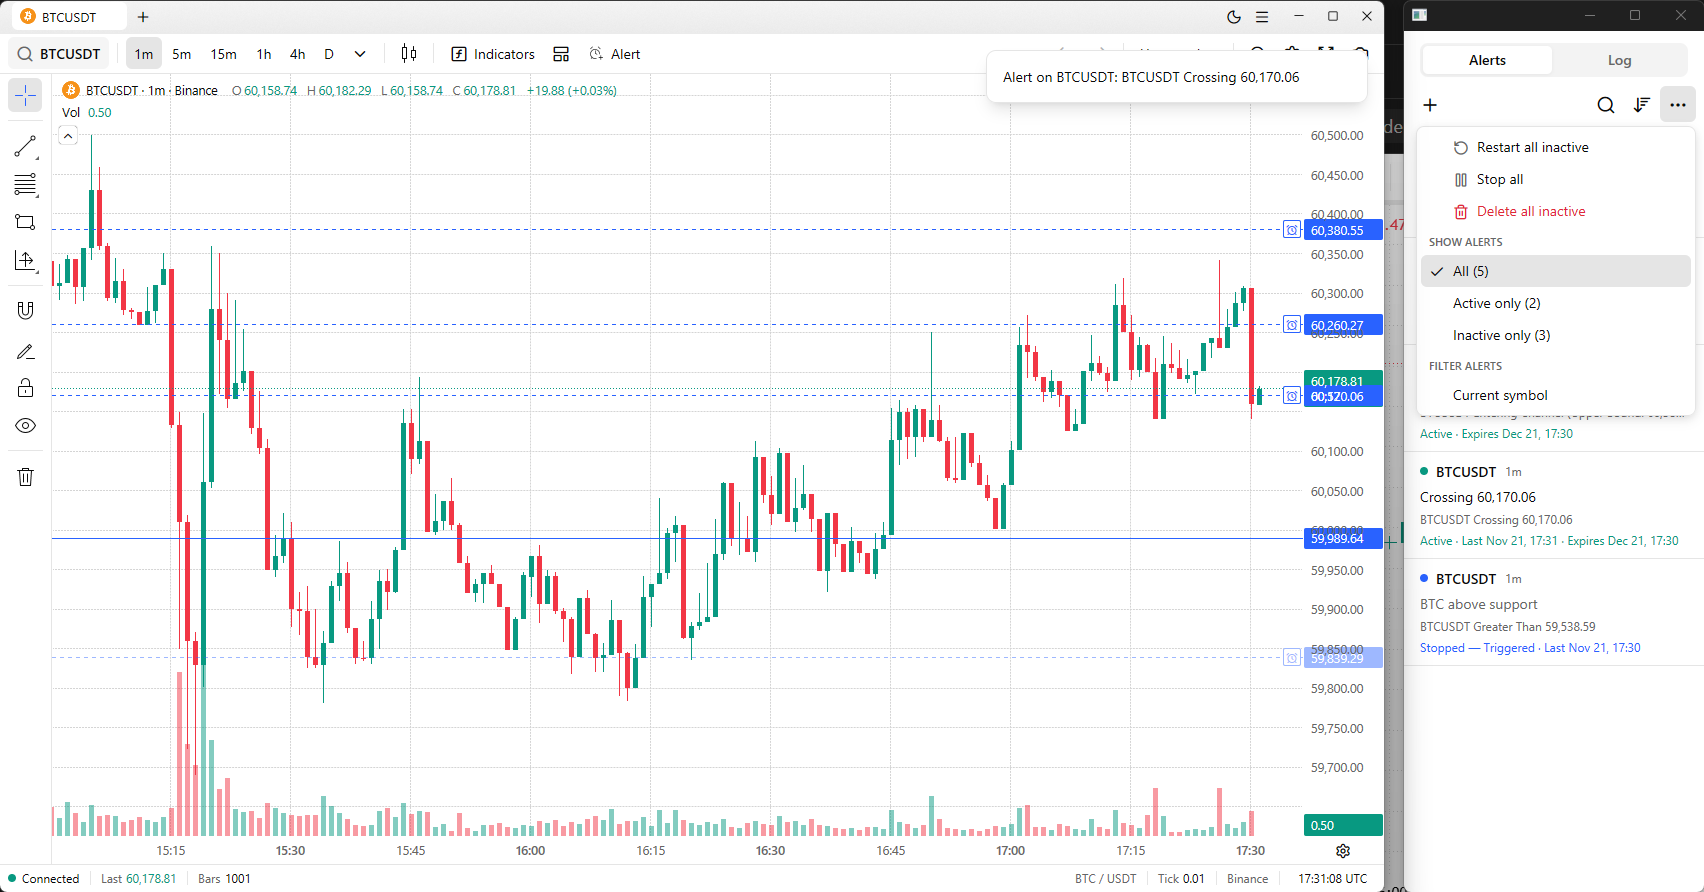 BTCUSDT
BTCUSDT 1m 5m 15m 1h 4h D Indicators Alert
Alert on BTCUSDT: BTCUSDT Crossing 60,170.06
BTCUSDT · 1m · Binance O 60,158.74 H 60,182.29 L 60,158.74 C 60,178.81 +19.88 (+0.03%)
Vol 0.50
60,500.00
60,450.00
60,400.00
60,380.55
60,350.00
60,300.00
60,260.27
60,178.81
60,100.00
60,050.00
59,989.64
59,950.00
59,900.00
59,850.00
59,839.29
59,800.00
59,750.00
59,700.00
0.50
15:15 15:30 15:45 16:00 16:15 16:30 16:45 17:00 17:15 17:30
Connected Last 60,178.81 Bars 1001 BTC / USDT Tick 0.01 Binance 17:31:08 UTC
Alerts Log
de
.47
Restart all inactive
Stop all
Delete all inactive
SHOW ALERTS
All (5)
Active only (2)
Inactive only (3)
FILTER ALERTS
Current symbol
Active · Expires Dec 21, 17:30
BTCUSDT 1m
Crossing 60,170.06
BTCUSDT Crossing 60,170.06
Active · Last Nov 21, 17:31 · Expires Dec 21, 17:30
BTCUSDT 1m
BTC above support
BTCUSDT Greater Than 59,538.59
Stopped — Triggered · Last Nov 21, 17:30